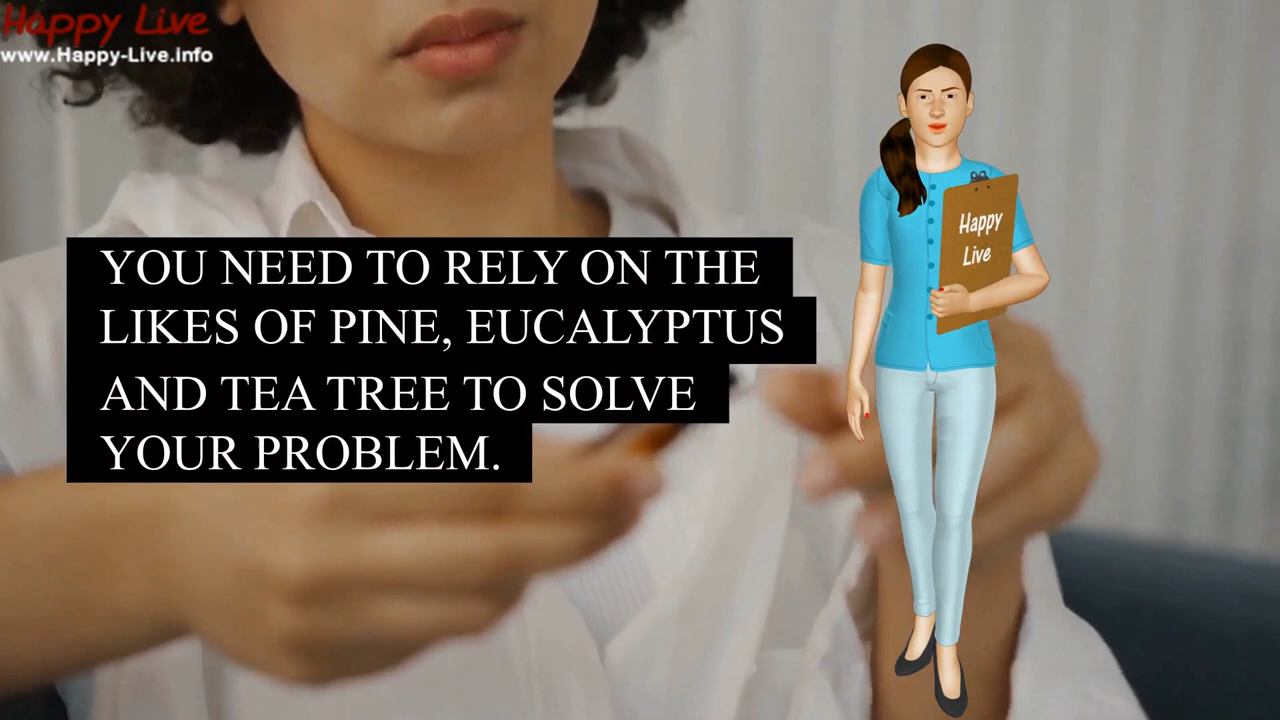 Happy Live
www.Happy-Live.info
Happy
Live
YOU NEED TO RELY ON THE
LIKES OF PINE, EUCALYPTUS
AND TEA TREE TO SOLVE
YOUR PROBLEM.